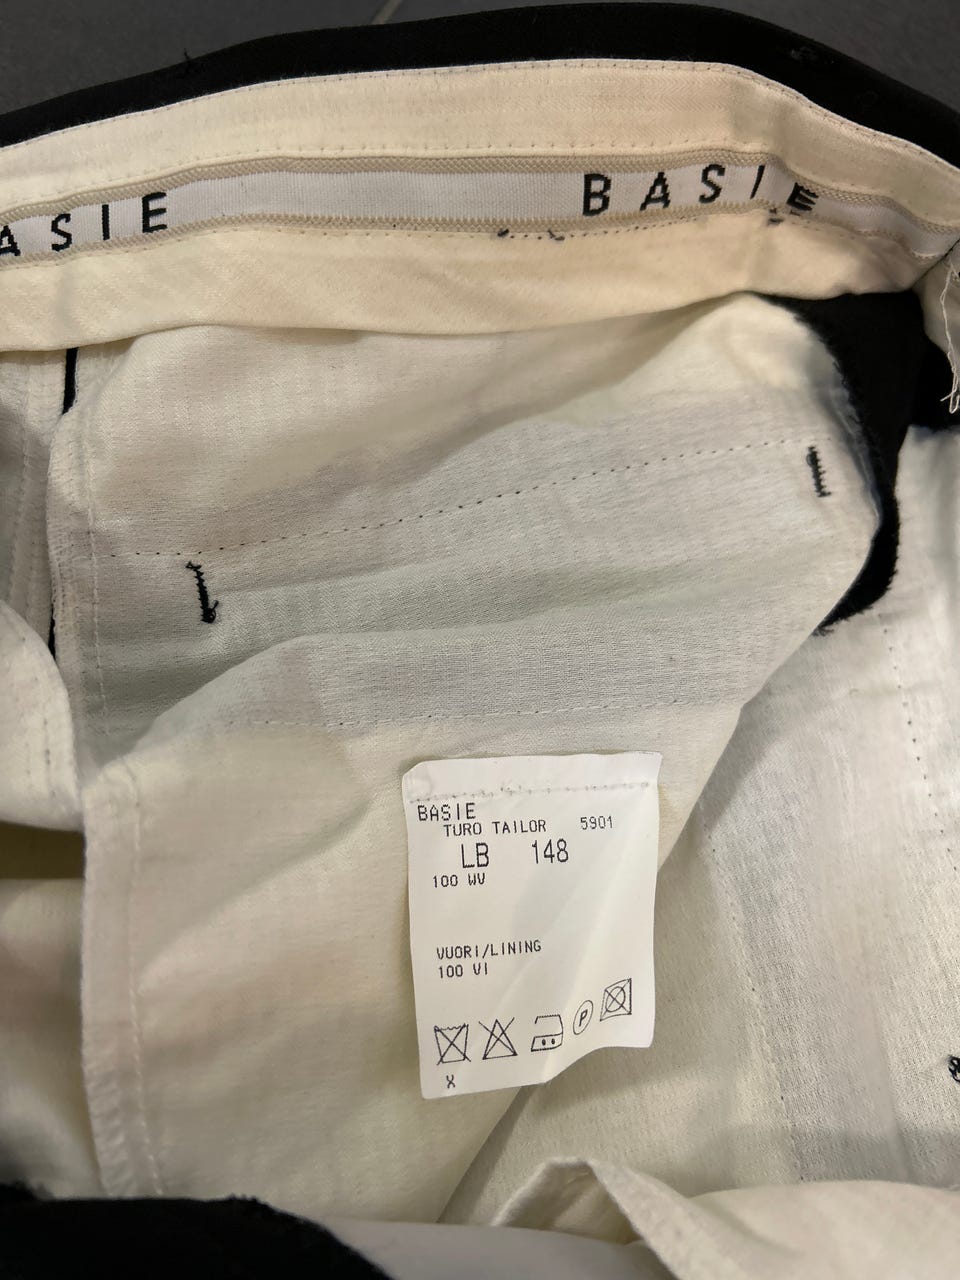 ASIE
BASIE
BASIE
TURO TAILOR 5901
LB 148
100 WV
VUORI/LINING
100 VI
P
X